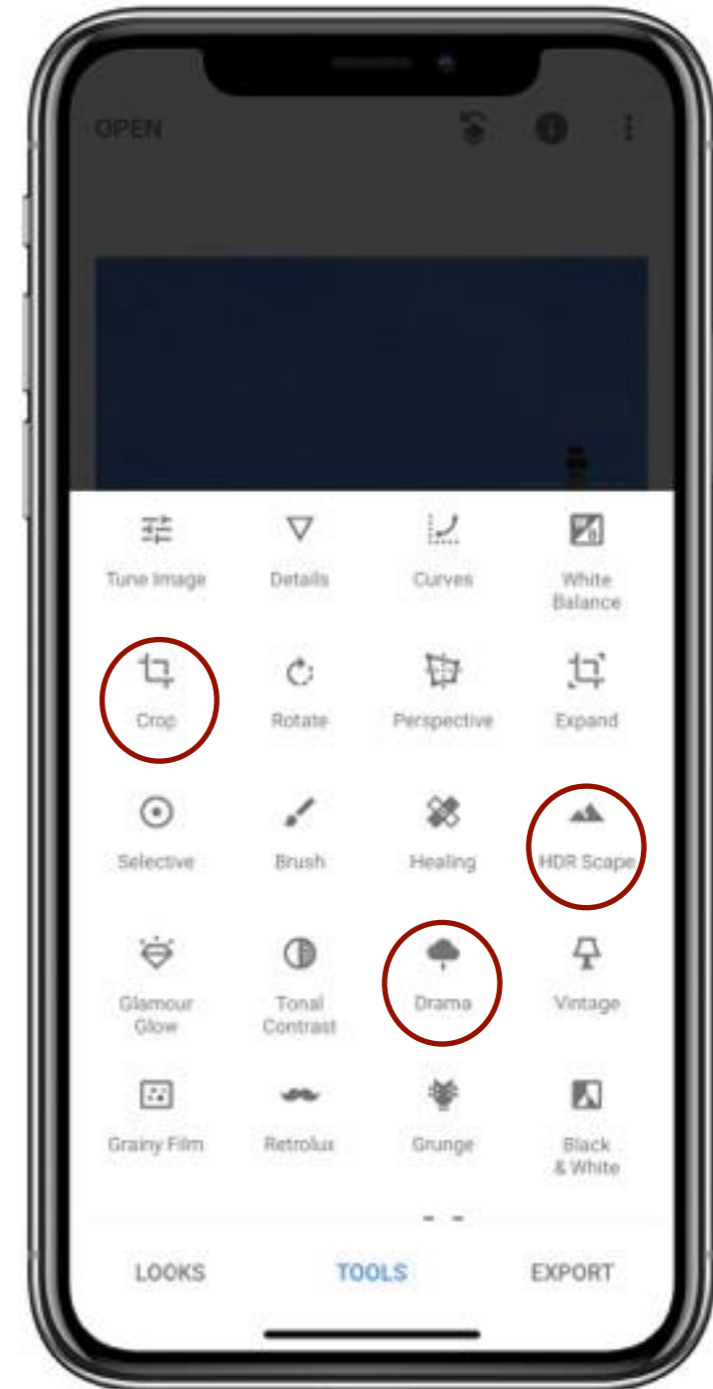 OPEN
Tune Image Details Curves White
Balance
Crop Rotate Perspective Expand
Selective Brush Healing HDR Scape
Glamour Tonal Drama Vintage
Glow Contrast
Grainy Film Retrolux Grunge Black
& White
LOOKS TOOLS EXPORT